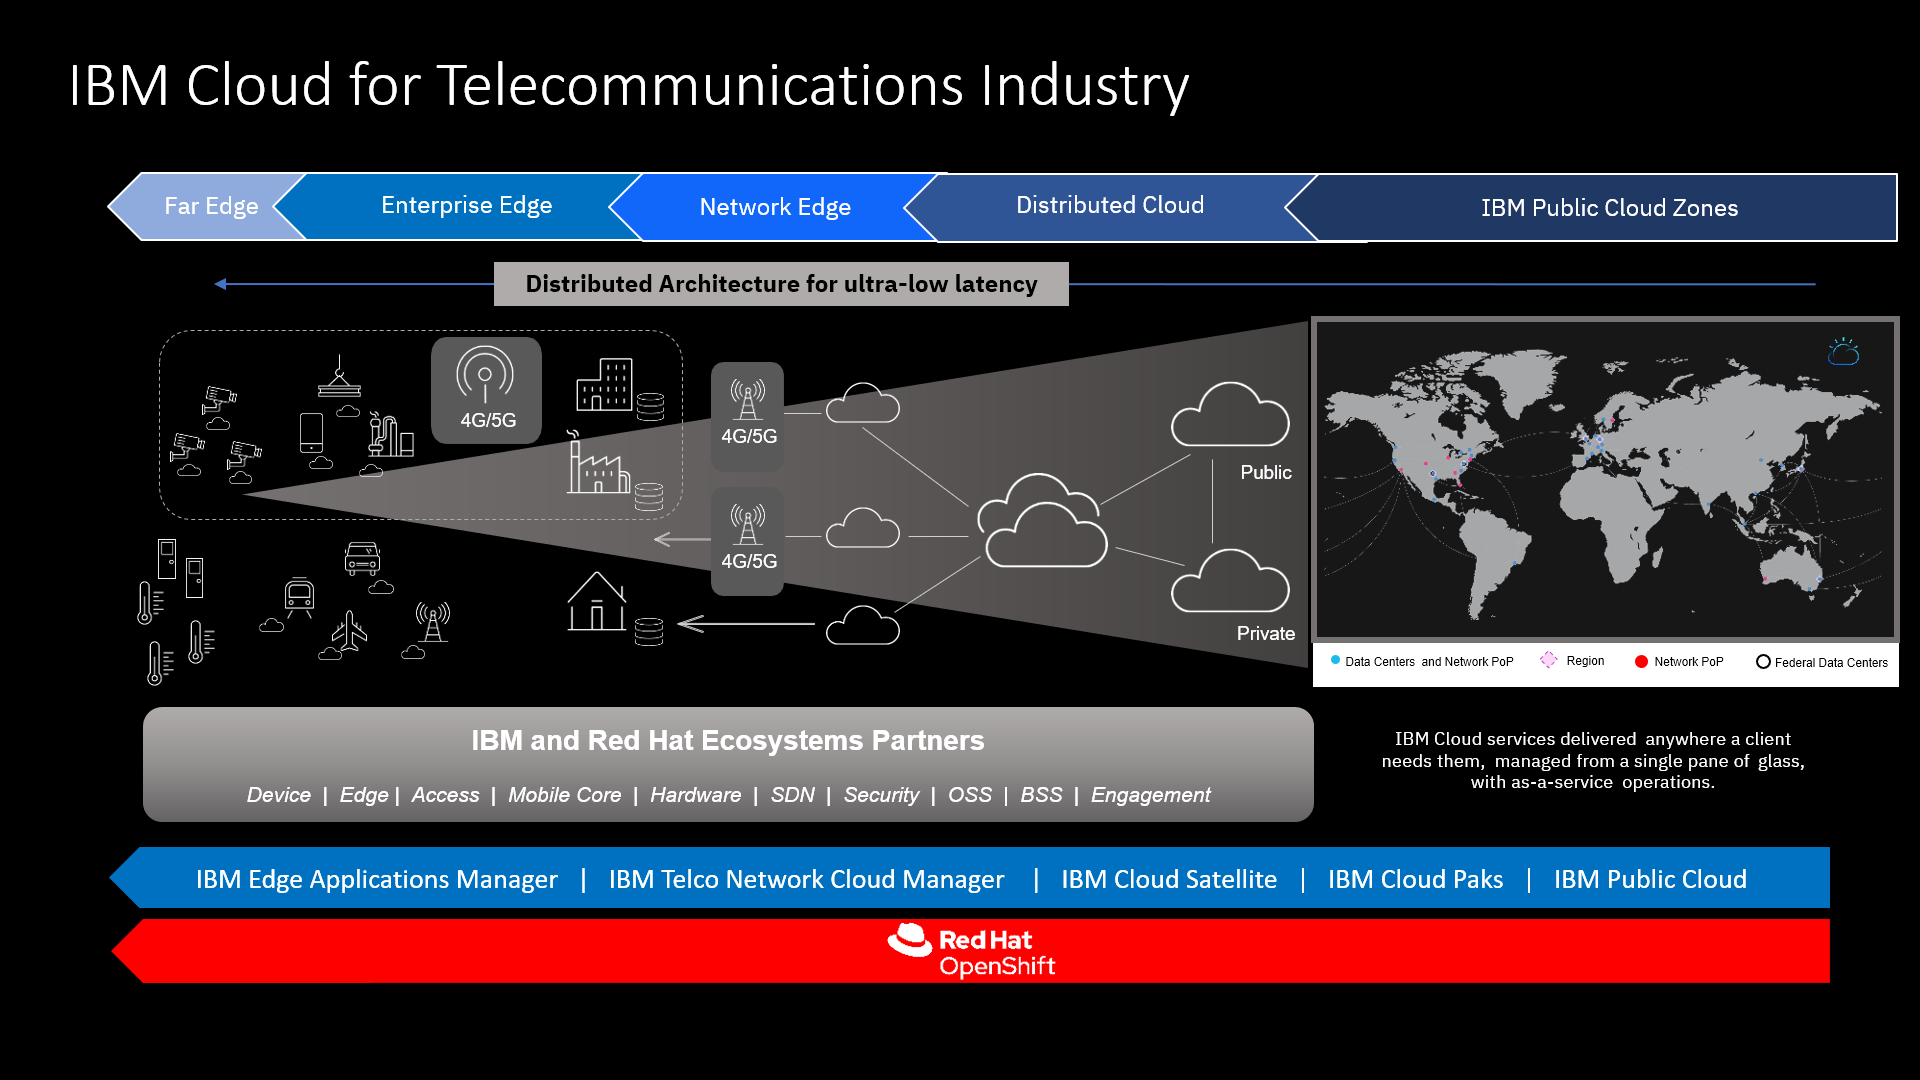 IBM Cloud for Telecommunications Industry
Far Edge
Enterprise Edge
Network Edge
Distributed Cloud
IBM Public Cloud Zones
Distributed Architecture for ultra-low latency
4G/5G
4G/5G
4G/5G
Public
Private
Data Centers and Network PoP
Region
Network PoP
Federal Data Centers
IBM and Red Hat Ecosystems Partners
Device | Edge | Access | Mobile Core | Hardware | SDN | Security | OSS | BSS | Engagement
IBM Cloud services delivered anywhere a client
needs them, managed from a single pane of glass,
with as-a-service operations.
IBM Edge Applications Manager | IBM Telco Network Cloud Manager | IBM Cloud Satellite | IBM Cloud Paks | IBM Public Cloud
Red Hat
OpenShift